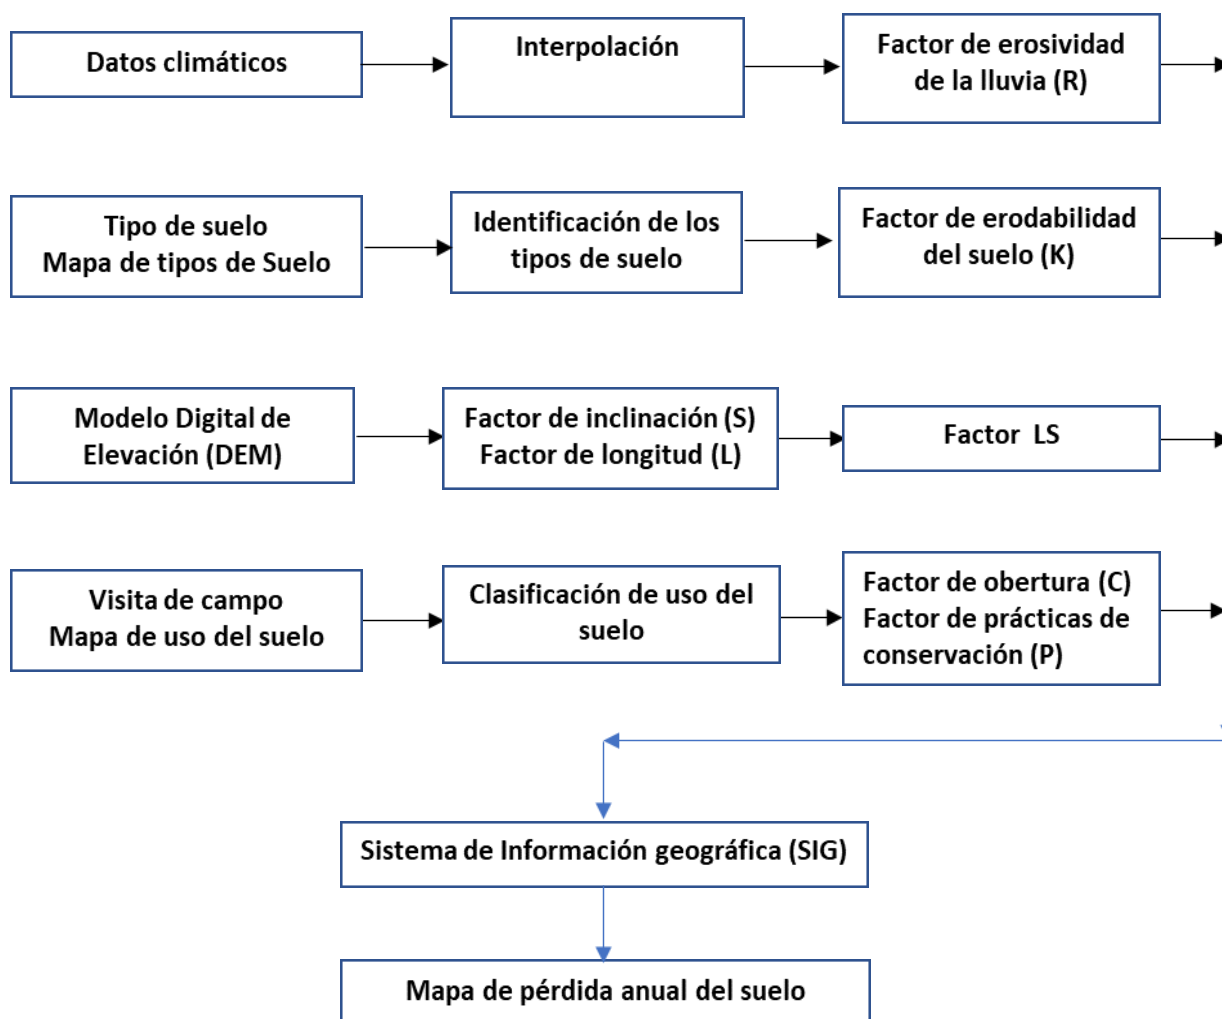 Datos climáticos
Interpolación
Factor de erosividad
de la lluvia (R)
Tipo de suelo
Mapa de tipos de Suelo
Identificación de los
tipos de suelo
Factor de erodabilidad
del suelo (K)
Modelo Digital de
Elevación (DEM)
Factor de inclinación (S)
Factor de longitud (L)
Factor LS
Visita de campo
Mapa de uso del suelo
Clasificación de uso del
suelo
Factor de obertura (C)
Factor de prácticas de
conservación (P)
Sistema de Información geográfica (SIG)
Mapa de pérdida anual del suelo